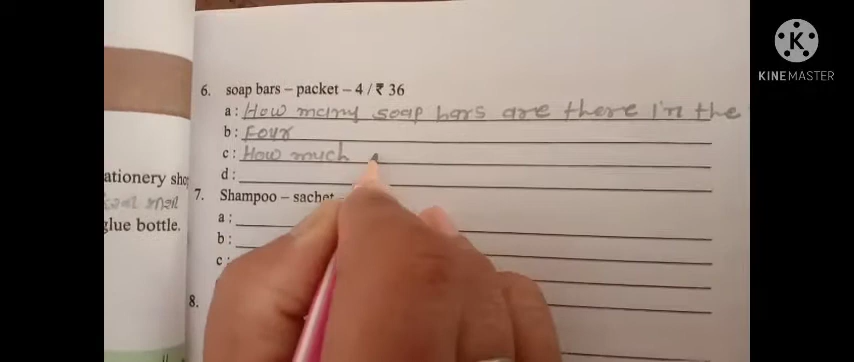 6. soap bars – packet – 4 / ₹ 36
a : How many soap bars are there in the
b : Four
c : How much
d :
7. Shampoo – sachet
a :
b :
c :
8.
ationery shop
glue bottle.
K
KINEMASTER